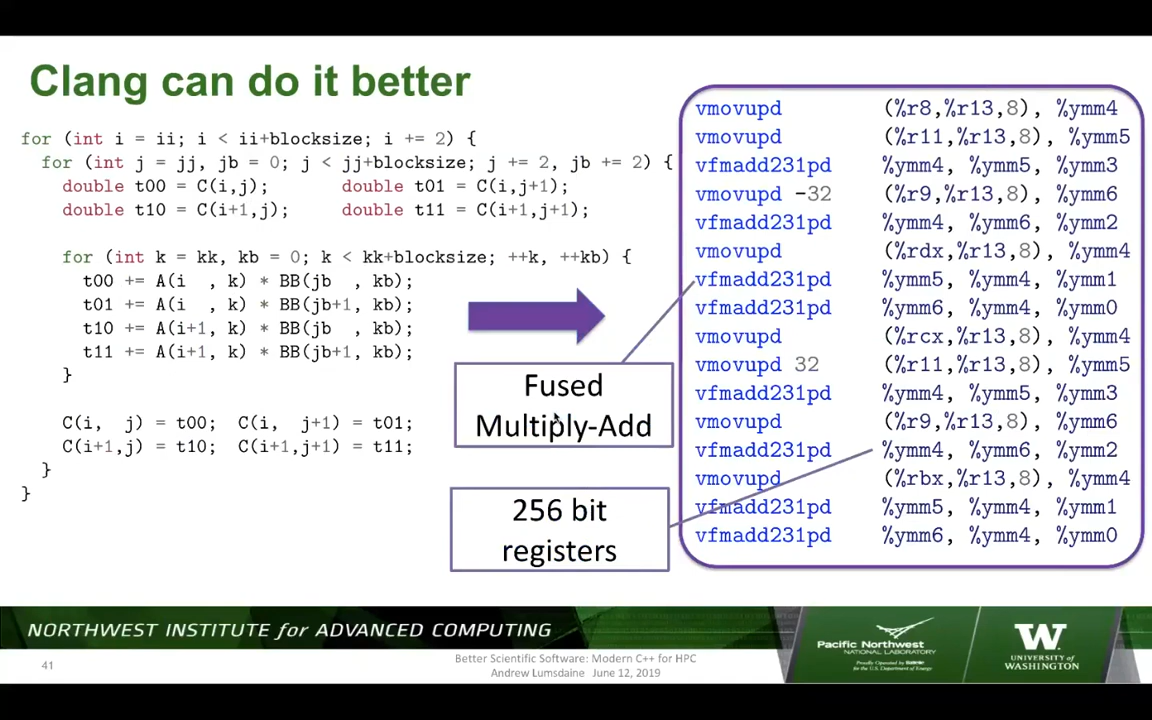 Clang can do it better
for (int i = ii; i < ii+blocksize; i += 2) {
for (int j = jj, jb = 0; j < jj+blocksize; j += 2, jb += 2) {
double t00 = C(i,j);        double t01 = C(i,j+1);
double t10 = C(i+1,j);      double t11 = C(i+1,j+1);
for (int k = kk, kb = 0; k < kk+blocksize; ++k, ++kb) {
t00 += A(i  , k) * BB(jb  , kb);
t01 += A(i  , k) * BB(jb+1, kb);
t10 += A(i+1, k) * BB(jb  , kb);
t11 += A(i+1, k) * BB(jb+1, kb);
}
C(i,  j) = t00;  C(i,  j+1) = t01;
C(i+1,j) = t10;  C(i+1,j+1) = t11;
}
}
Fused
Multiply-Add
256 bit
registers
vmovupd (%r8,%r13,8), %ymm4
vmovupd (%r11,%r13,8), %ymm5
vfmadd231pd %ymm4, %ymm5, %ymm3
vmovupd -32 (%r9,%r13,8), %ymm6
vfmadd231pd %ymm4, %ymm6, %ymm2
vmovupd (%rdx,%r13,8), %ymm4
vfmadd231pd %ymm5, %ymm4, %ymm1
vfmadd231pd %ymm6, %ymm4, %ymm0
vmovupd (%rcx,%r13,8), %ymm4
vmovupd 32 (%r11,%r13,8), %ymm5
vfmadd231pd %ymm4, %ymm5, %ymm3
vmovupd (%r9,%r13,8), %ymm6
vfmadd231pd %ymm4, %ymm6, %ymm2
vmovupd (%rbx,%r13,8), %ymm4
vfmadd231pd %ymm5, %ymm4, %ymm1
vfmadd231pd %ymm6, %ymm4, %ymm0
NORTHWEST INSTITUTE for ADVANCED COMPUTING
Pacific Northwest
NATIONAL LABORATORY
Proudly Operated by Battelle
for the U.S. Department of Energy
W
UNIVERSITY of
WASHINGTON
41
Better Scientific Software: Modern C++ for HPC
Andrew Lumsdaine June 12, 2019